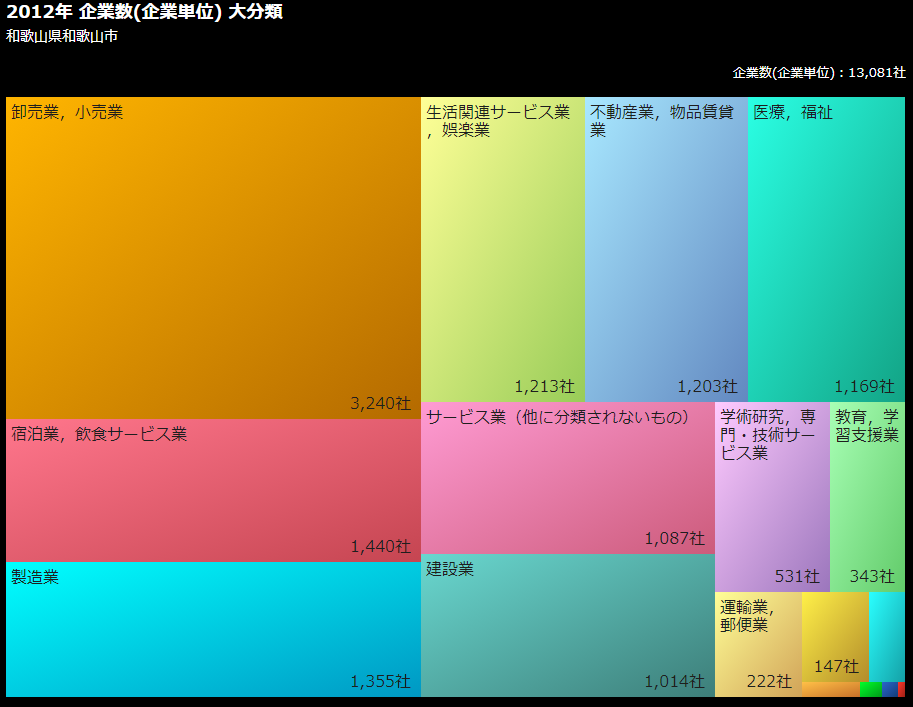 2012年 企業数(企業単位) 大分類
和歌山県和歌山市
企業数(企業単位)：13,081社
卸売業，小売業
3,240社
宿泊業，飲食サービス業
1,440社
製造業
1,355社
生活関連サービス業
，娯楽業
1,213社
不動産業，物品賃貸
業
1,203社
医療，福祉
1,169社
サービス業（他に分類されないもの）
1,087社
建設業
1,014社
学術研究，専
門・技術サー
ビス業
531社
教育，学
習支援業
343社
運輸業，
郵便業
222社
147社